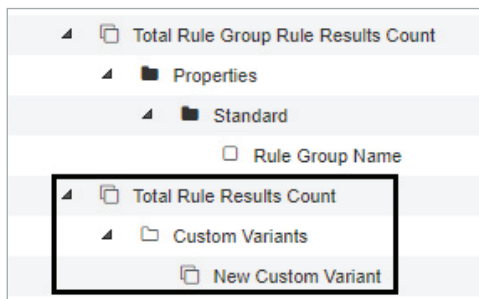 Total Rule Group Rule Results Count
Properties
Standard
Rule Group Name
Total Rule Results Count
Custom Variants
New Custom Variant